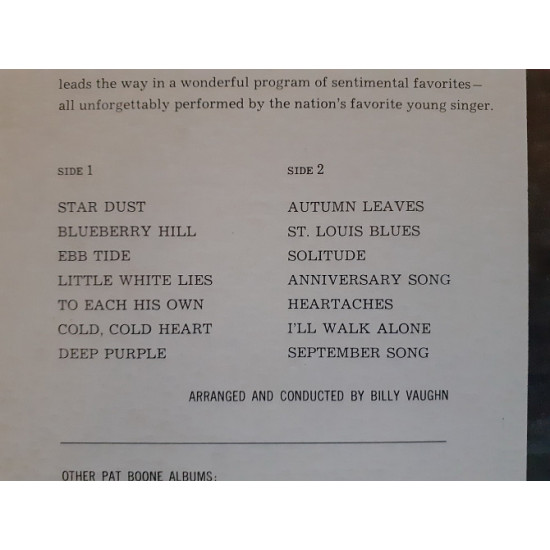 leads the way in a wonderful program of sentimental favorites—
all unforgettably performed by the nation's favorite young singer.
SIDE 1
STAR DUST
BLUEBERRY HILL
EBB TIDE
LITTLE WHITE LIES
TO EACH HIS OWN
COLD, COLD HEART
DEEP PURPLE
SIDE 2
AUTUMN LEAVES
ST. LOUIS BLUES
SOLITUDE
ANNIVERSARY SONG
HEARTACHES
I'LL WALK ALONE
SEPTEMBER SONG
ARRANGED AND CONDUCTED BY BILLY VAUGHN
OTHER PAT BOONE ALBUMS: